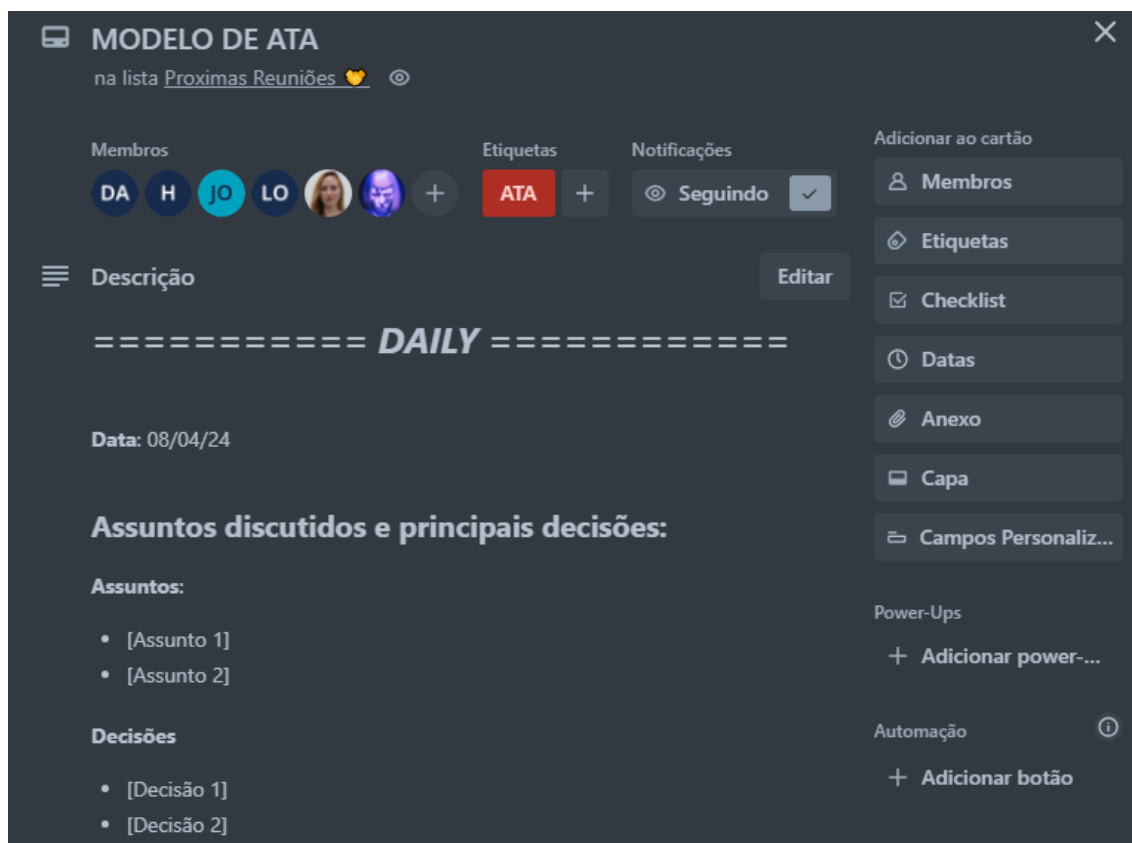 MODELO DE ATA
na lista Proximas Reuniões
Membros
DA H JO LO
Etiquetas
ATA
Notificações
Seguindo
Descrição
Editar
=========== DAILY ============
Data: 08/04/24
Assuntos discutidos e principais decisões:
Assuntos:
• [Assunto 1]
• [Assunto 2]
Decisões
• [Decisão 1]
• [Decisão 2]
Adicionar ao cartão
Membros
Etiquetas
Checklist
Datas
Anexo
Capa
Campos Personaliz...
Power-Ups
+ Adicionar power-...
Automação
+ Adicionar botão